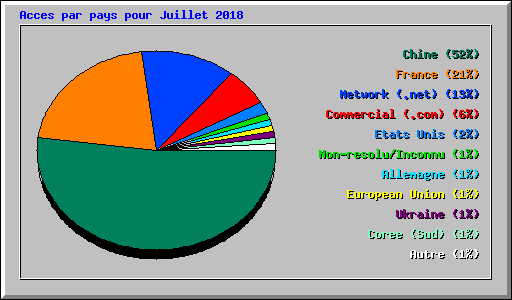 Acces par pays pour Juillet 2018
Chine (52%)
France (21%)
Network (.net) (13%)
Commercial (.com) (6%)
Etats Unis (2%)
Non-resolu/Inconnu (1%)
Allemagne (1%)
European Union (1%)
Ukraine (1%)
Coree (Sud) (1%)
Autre (1%)